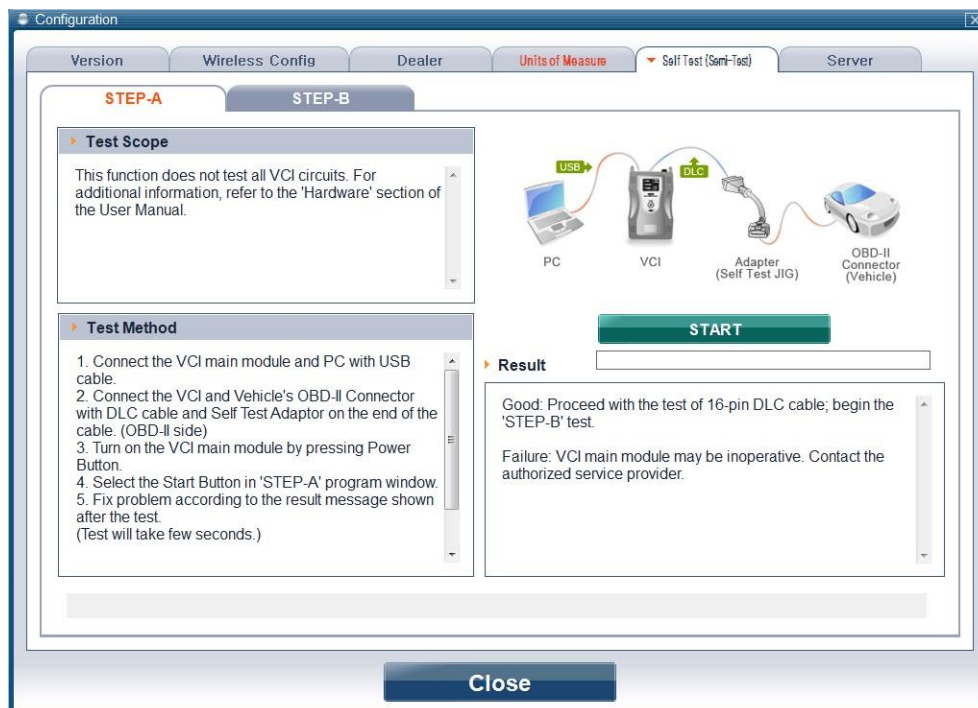 Configuration
Version
Wireless Config
Dealer
Units of Measure
Self Test (Semi-Test)
Server
STEP-A
STEP-B
Test Scope
This function does not test all VCI circuits. For
additional information, refer to the 'Hardware' section of
the User Manual.
USB
DLC
PC
VCI
Adapter
(Self Test JIG)
OBD-II
Connector
(Vehicle)
Test Method
1. Connect the VCI main module and PC with USB
cable.
2. Connect the VCI and Vehicle's OBD-II Connector
with DLC cable and Self Test Adaptor on the end of the
cable. (OBD-II side)
3. Turn on the VCI main module by pressing Power
Button.
4. Select the Start Button in 'STEP-A' program window.
5. Fix problem according to the result message shown
after the test.
(Test will take few seconds.)
START
Result
Good: Proceed with the test of 16-pin DLC cable; begin the
'STEP-B' test.
Failure: VCI main module may be inoperative. Contact the
authorized service provider.
Close